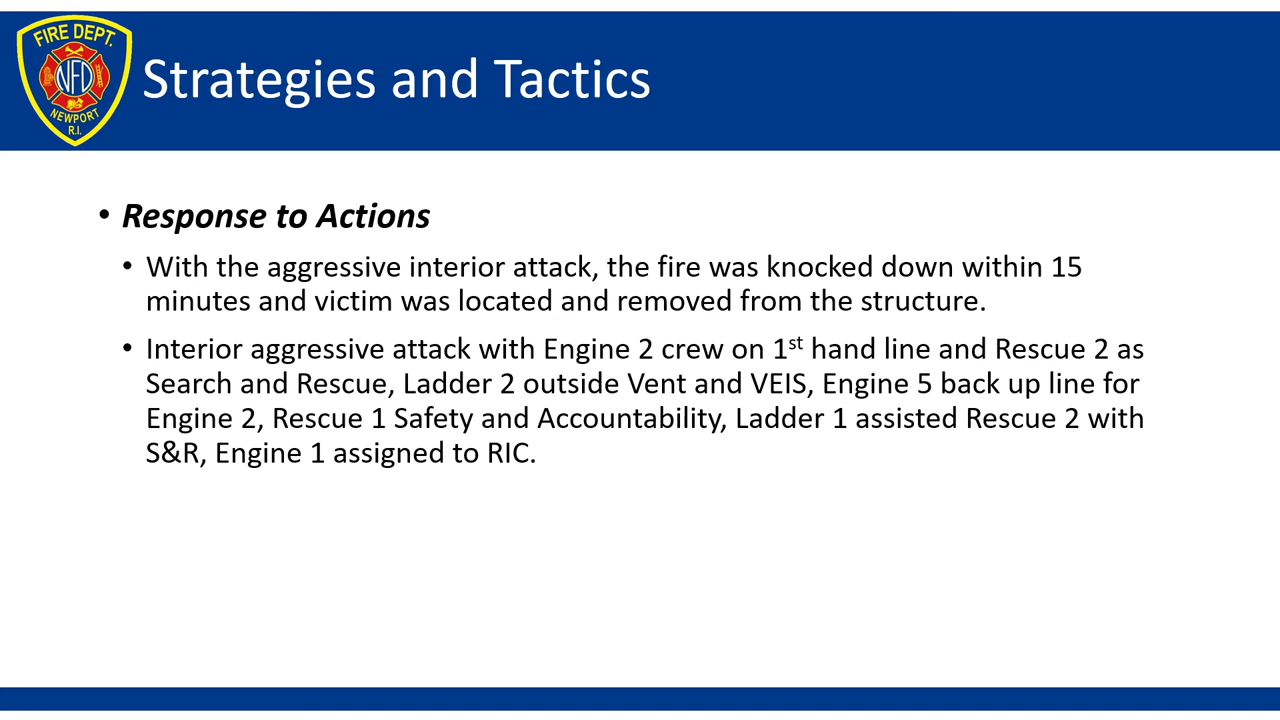 FIRE DEPT.
NFD
NEWPORT
R.I.
Strategies and Tactics
• Response to Actions
• With the aggressive interior attack, the fire was knocked down within 15
minutes and victim was located and removed from the structure.
• Interior aggressive attack with Engine 2 crew on 1st hand line and Rescue 2 as
Search and Rescue, Ladder 2 outside Vent and VEIS, Engine 5 back up line for
Engine 2, Rescue 1 Safety and Accountability, Ladder 1 assisted Rescue 2 with
S&R, Engine 1 assigned to RIC.